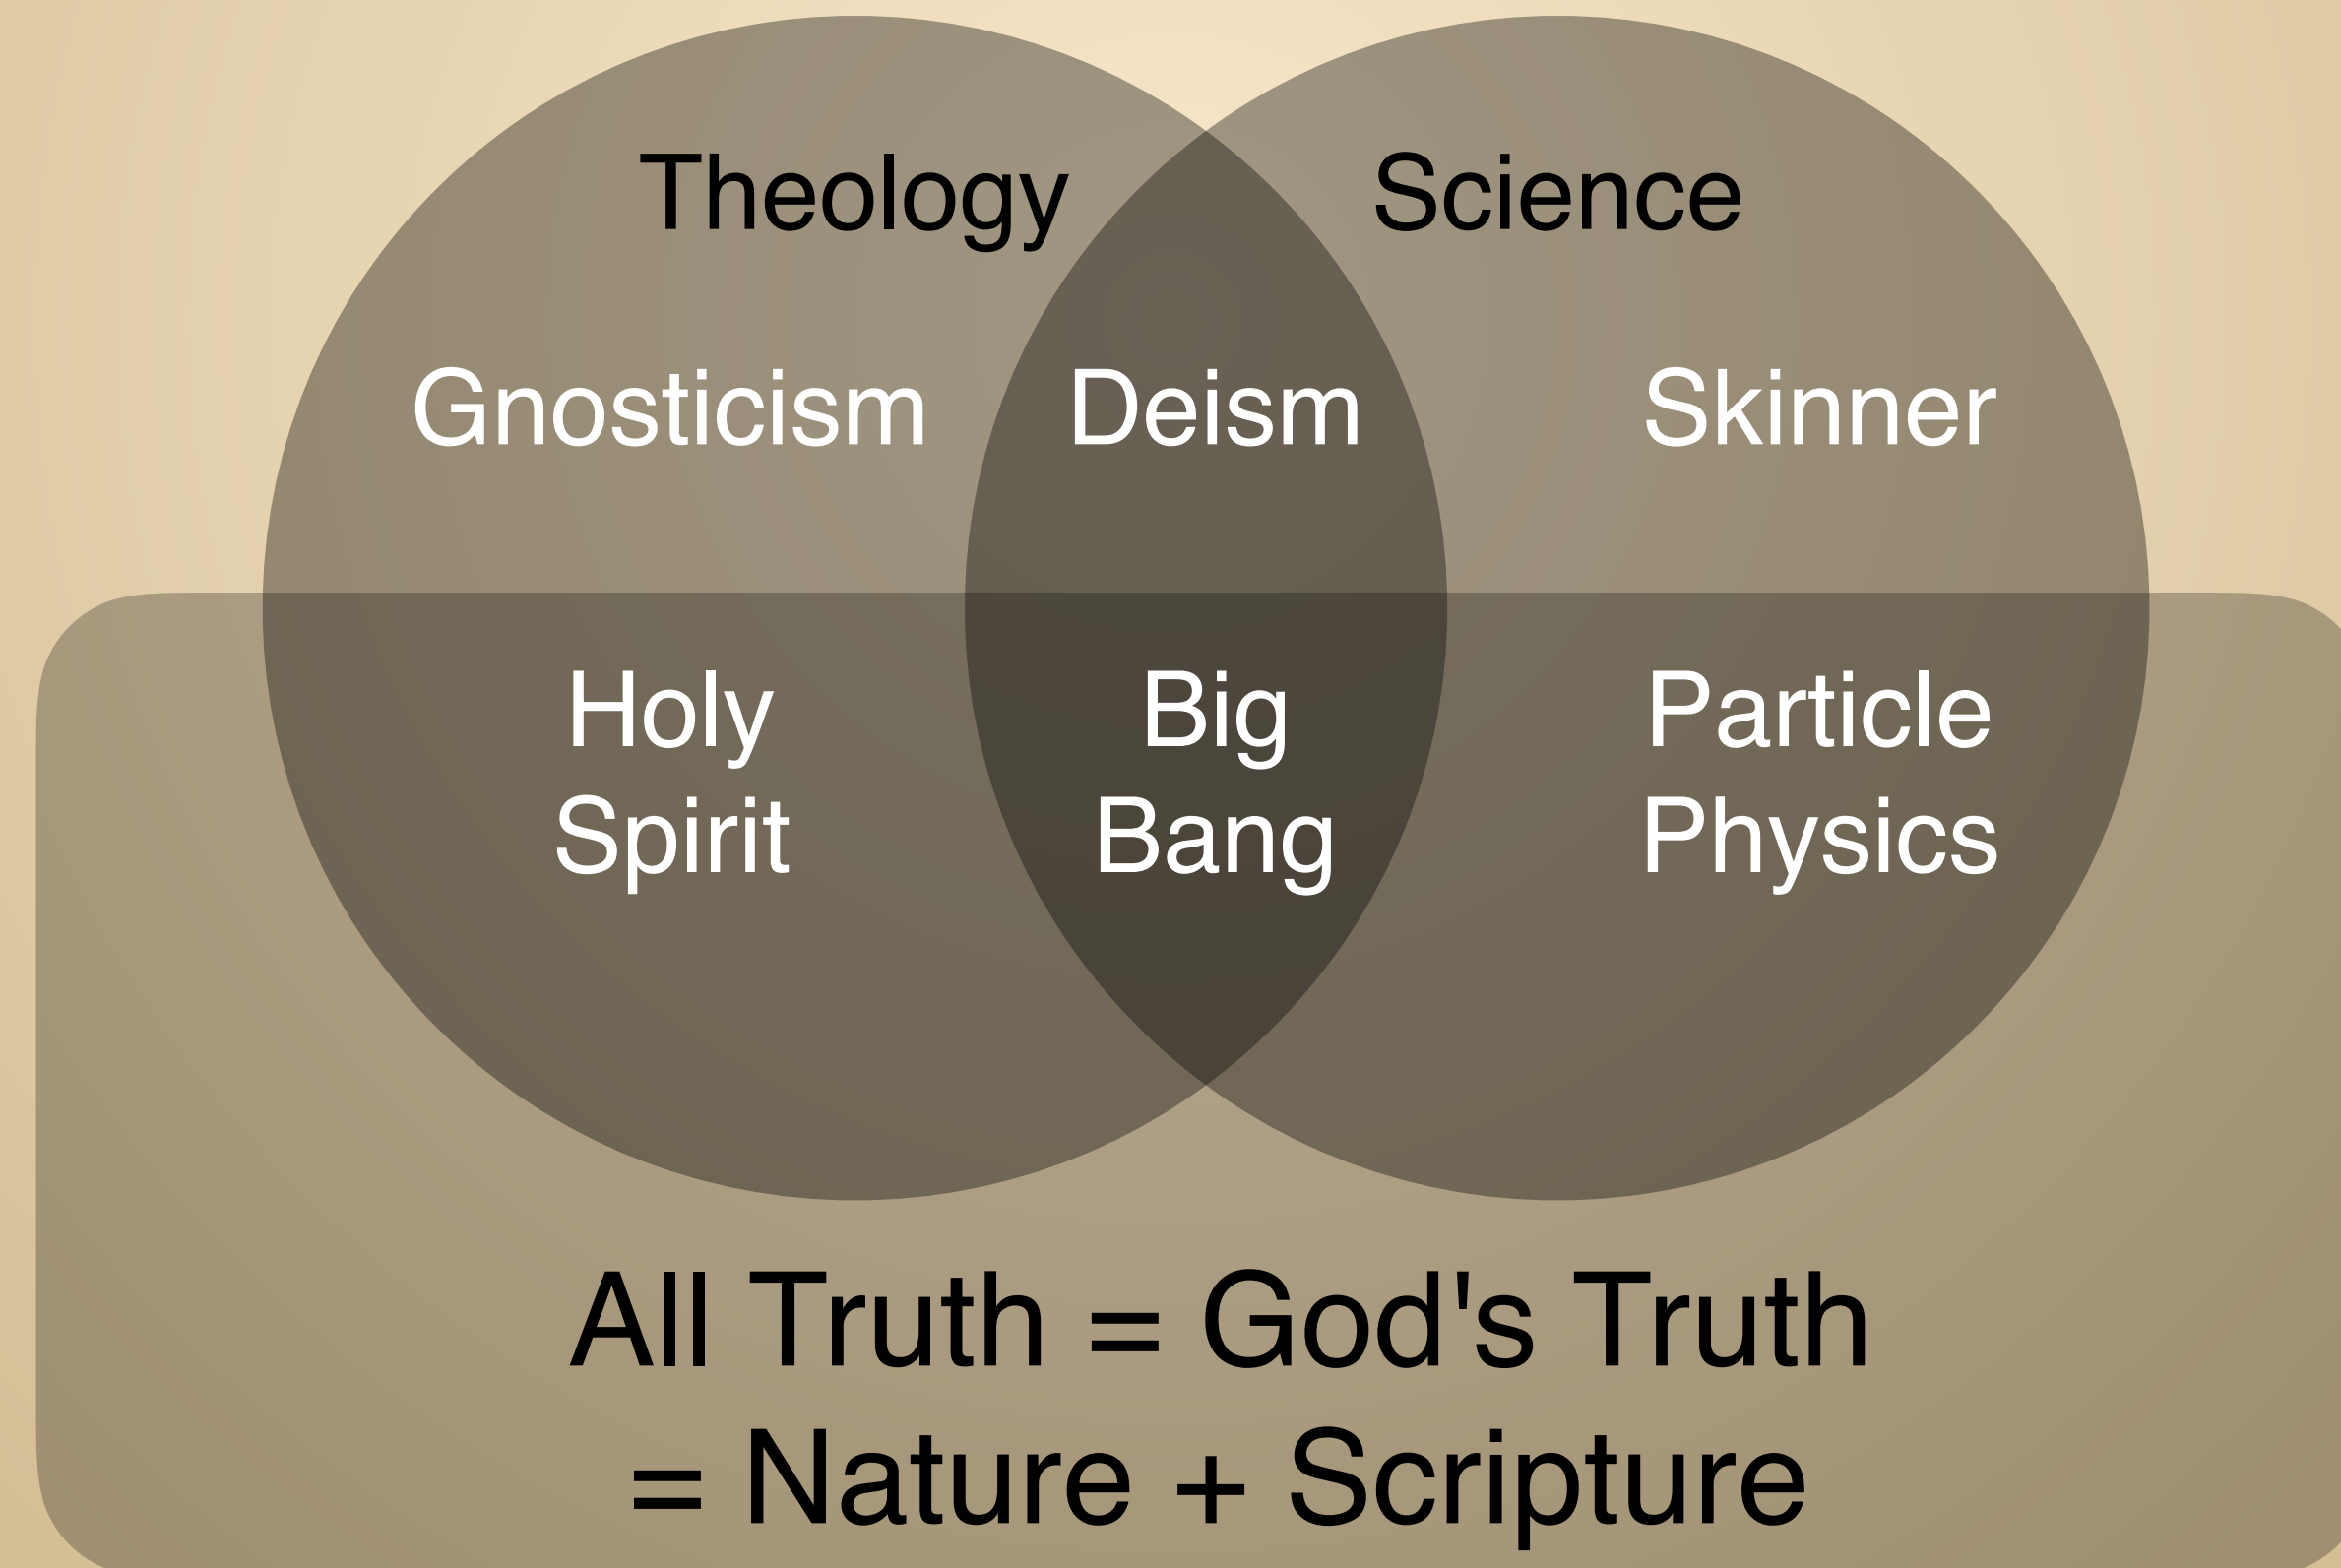 Theology Science
Gnosticism Deism Skinner
Holy Big Particle
Spirit Bang Physics
All Truth = God's Truth
= Nature + Scripture